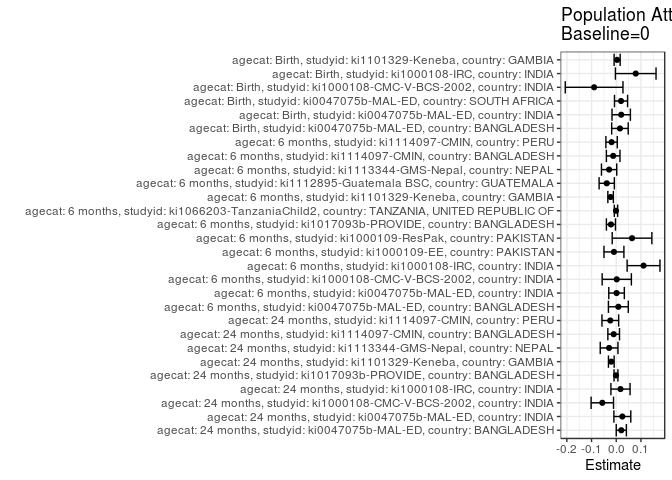 Population Att
Baseline=0
agecat: Birth, studyid: ki1101329-Keneba, country: GAMBIA
agecat: Birth, studyid: ki1000108-IRC, country: INDIA
agecat: Birth, studyid: ki1000108-CMC-V-BCS-2002, country: INDIA
agecat: Birth, studyid: ki0047075b-MAL-ED, country: SOUTH AFRICA
agecat: Birth, studyid: ki0047075b-MAL-ED, country: INDIA
agecat: Birth, studyid: ki0047075b-MAL-ED, country: BANGLADESH
agecat: 6 months, studyid: ki1114097-CMIN, country: PERU
agecat: 6 months, studyid: ki1114097-CMIN, country: BANGLADESH
agecat: 6 months, studyid: ki1113344-GMS-Nepal, country: NEPAL
agecat: 6 months, studyid: ki1112895-Guatemala BSC, country: GUATEMALA
agecat: 6 months, studyid: ki1101329-Keneba, country: GAMBIA
agecat: 6 months, studyid: ki1066203-TanzaniaChild2, country: TANZANIA, UNITED REPUBLIC OF
agecat: 6 months, studyid: ki1017093b-PROVIDE, country: BANGLADESH
agecat: 6 months, studyid: ki1000109-ResPak, country: PAKISTAN
agecat: 6 months, studyid: ki1000109-EE, country: PAKISTAN
agecat: 6 months, studyid: ki1000108-IRC, country: INDIA
agecat: 6 months, studyid: ki1000108-CMC-V-BCS-2002, country: INDIA
agecat: 6 months, studyid: ki0047075b-MAL-ED, country: INDIA
agecat: 6 months, studyid: ki0047075b-MAL-ED, country: BANGLADESH
agecat: 24 months, studyid: ki1114097-CMIN, country: PERU
agecat: 24 months, studyid: ki1114097-CMIN, country: BANGLADESH
agecat: 24 months, studyid: ki1113344-GMS-Nepal, country: NEPAL
agecat: 24 months, studyid: ki1101329-Keneba, country: GAMBIA
agecat: 24 months, studyid: ki1017093b-PROVIDE, country: BANGLADESH
agecat: 24 months, studyid: ki1000108-IRC, country: INDIA
agecat: 24 months, studyid: ki1000108-CMC-V-BCS-2002, country: INDIA
agecat: 24 months, studyid: ki0047075b-MAL-ED, country: INDIA
agecat: 24 months, studyid: ki0047075b-MAL-ED, country: BANGLADESH
-0.2 -0.1 0.0 0.1
Estimate